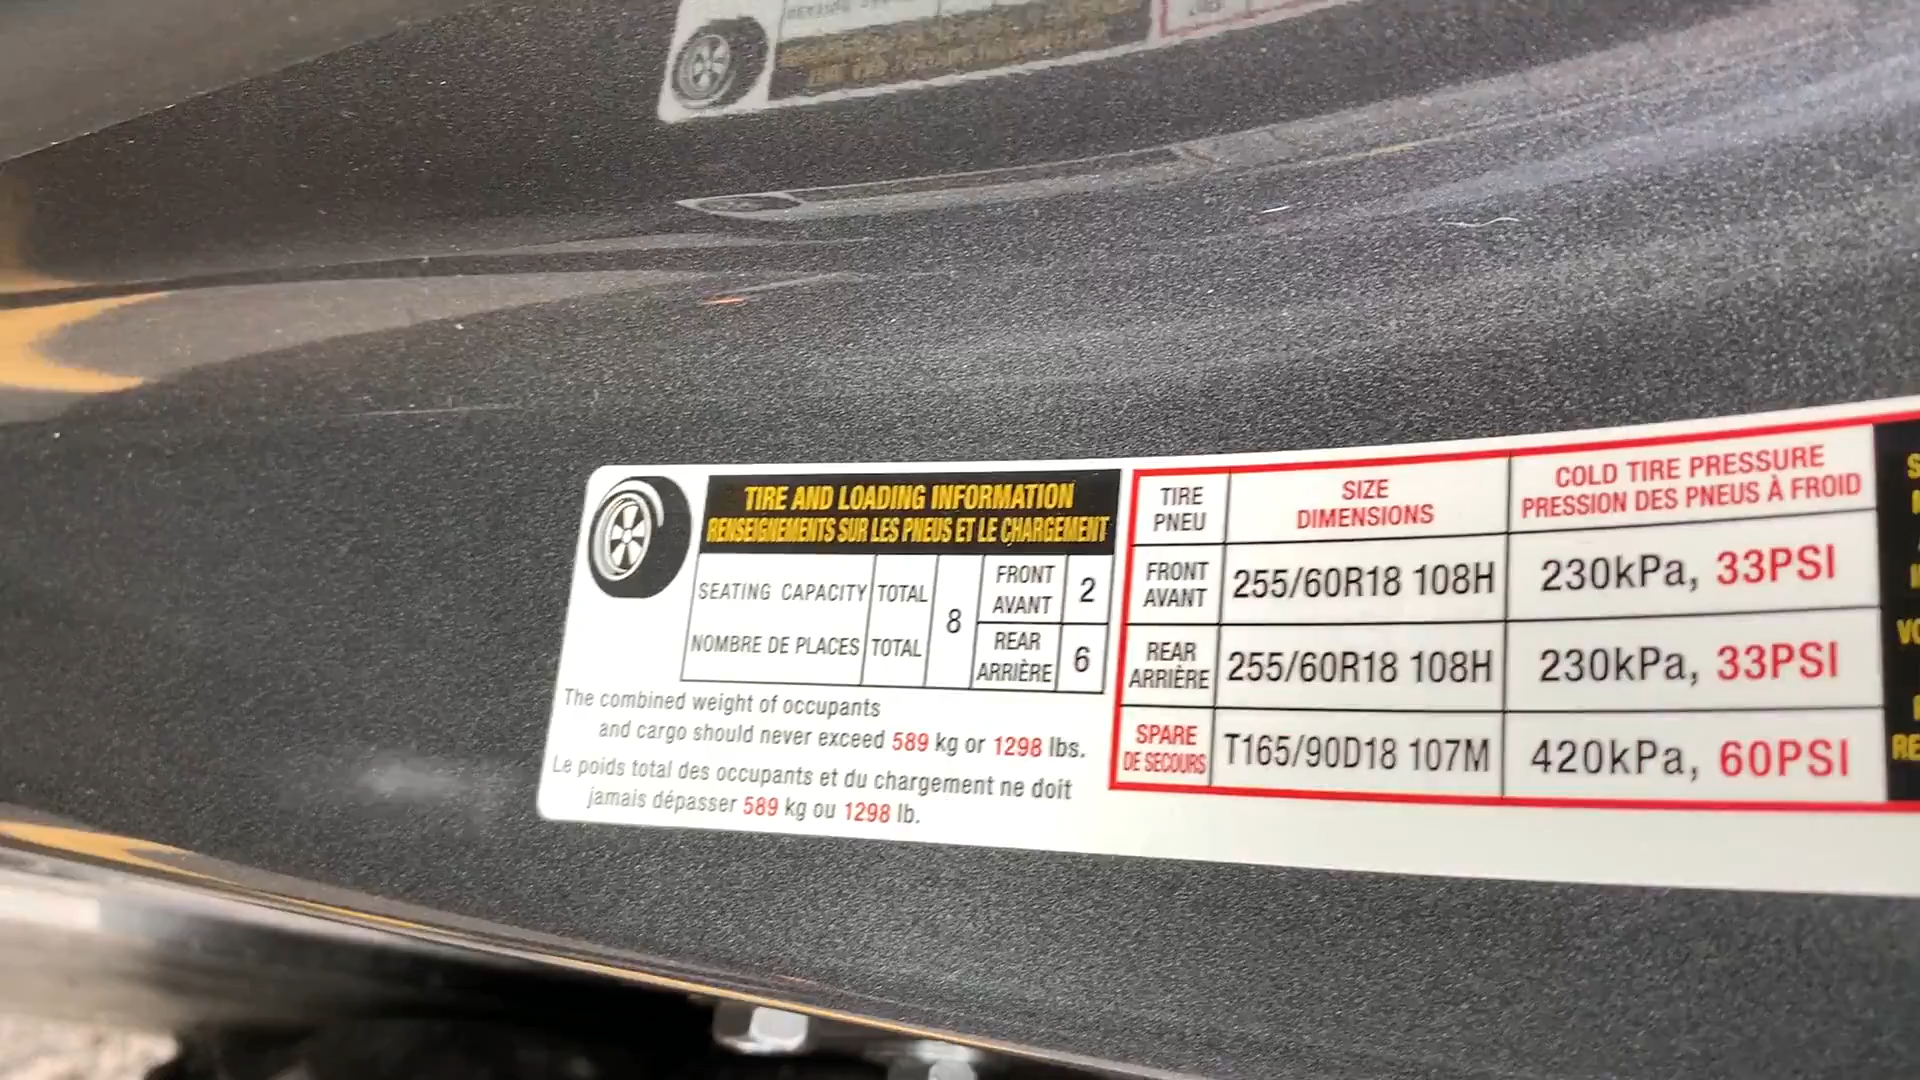 TIRE AND LOADING INFORMATION
RENSEIGNEMENTS SUR LES PNEUS ET LE CHARGEMENT
SEATING CAPACITY TOTAL
NOMBRE DE PLACES TOTAL
8
FRONT
AVANT
2
REAR
ARRIÈRE
6
The combined weight of occupants
and cargo should never exceed 589 kg or 1298 lbs.
Le poids total des occupants et du chargement ne doit
jamais dépasser 589 kg ou 1298 lb.
TIRE
PNEU
SIZE
DIMENSIONS
COLD TIRE PRESSURE
PRESSION DES PNEUS À FROID
FRONT
AVANT
255/60R18 108H
230kPa, 33PSI
REAR
ARRIÈRE
255/60R18 108H
230kPa, 33PSI
SPARE
DE SECOURS
T165/90D18 107M
420kPa, 60PSI